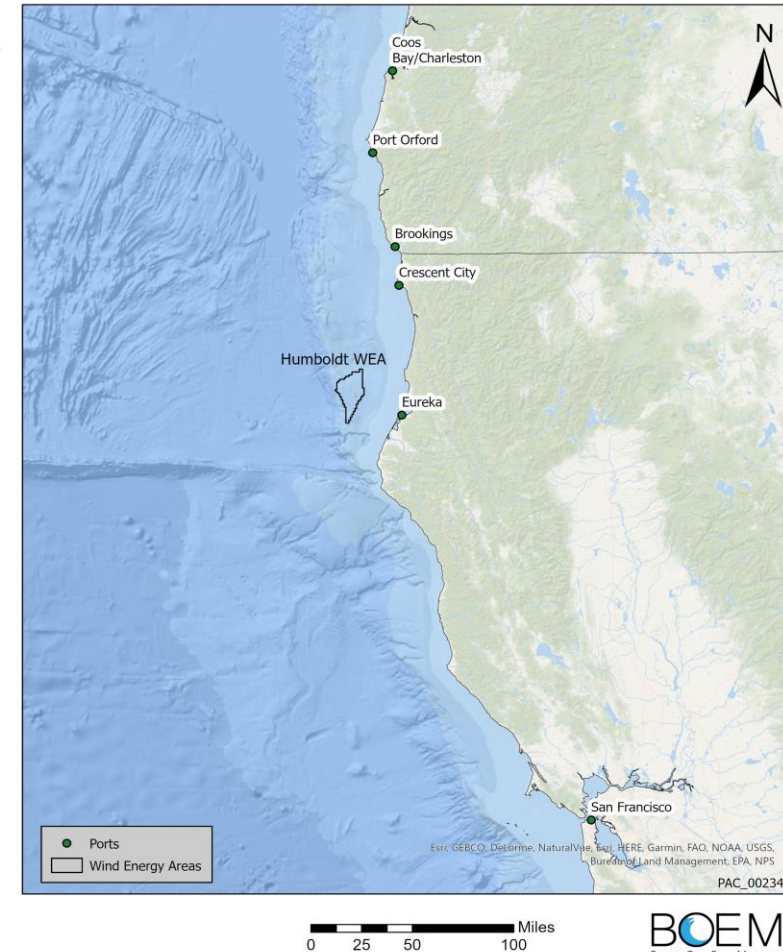 N
Coos
Bay/Charleston
Port Orford
Brookings
Crescent City
Humboldt WEA
Eureka
San Francisco
Ports
Wind Energy Areas
Esri, GEBCO, DeLorme, NaturalVue, Esri, HERE, Garmin, FAO, NOAA, USGS,
Bureau of Land Management, EPA, NPS
PAC_00234
Miles
0 25 50 100
BOEM